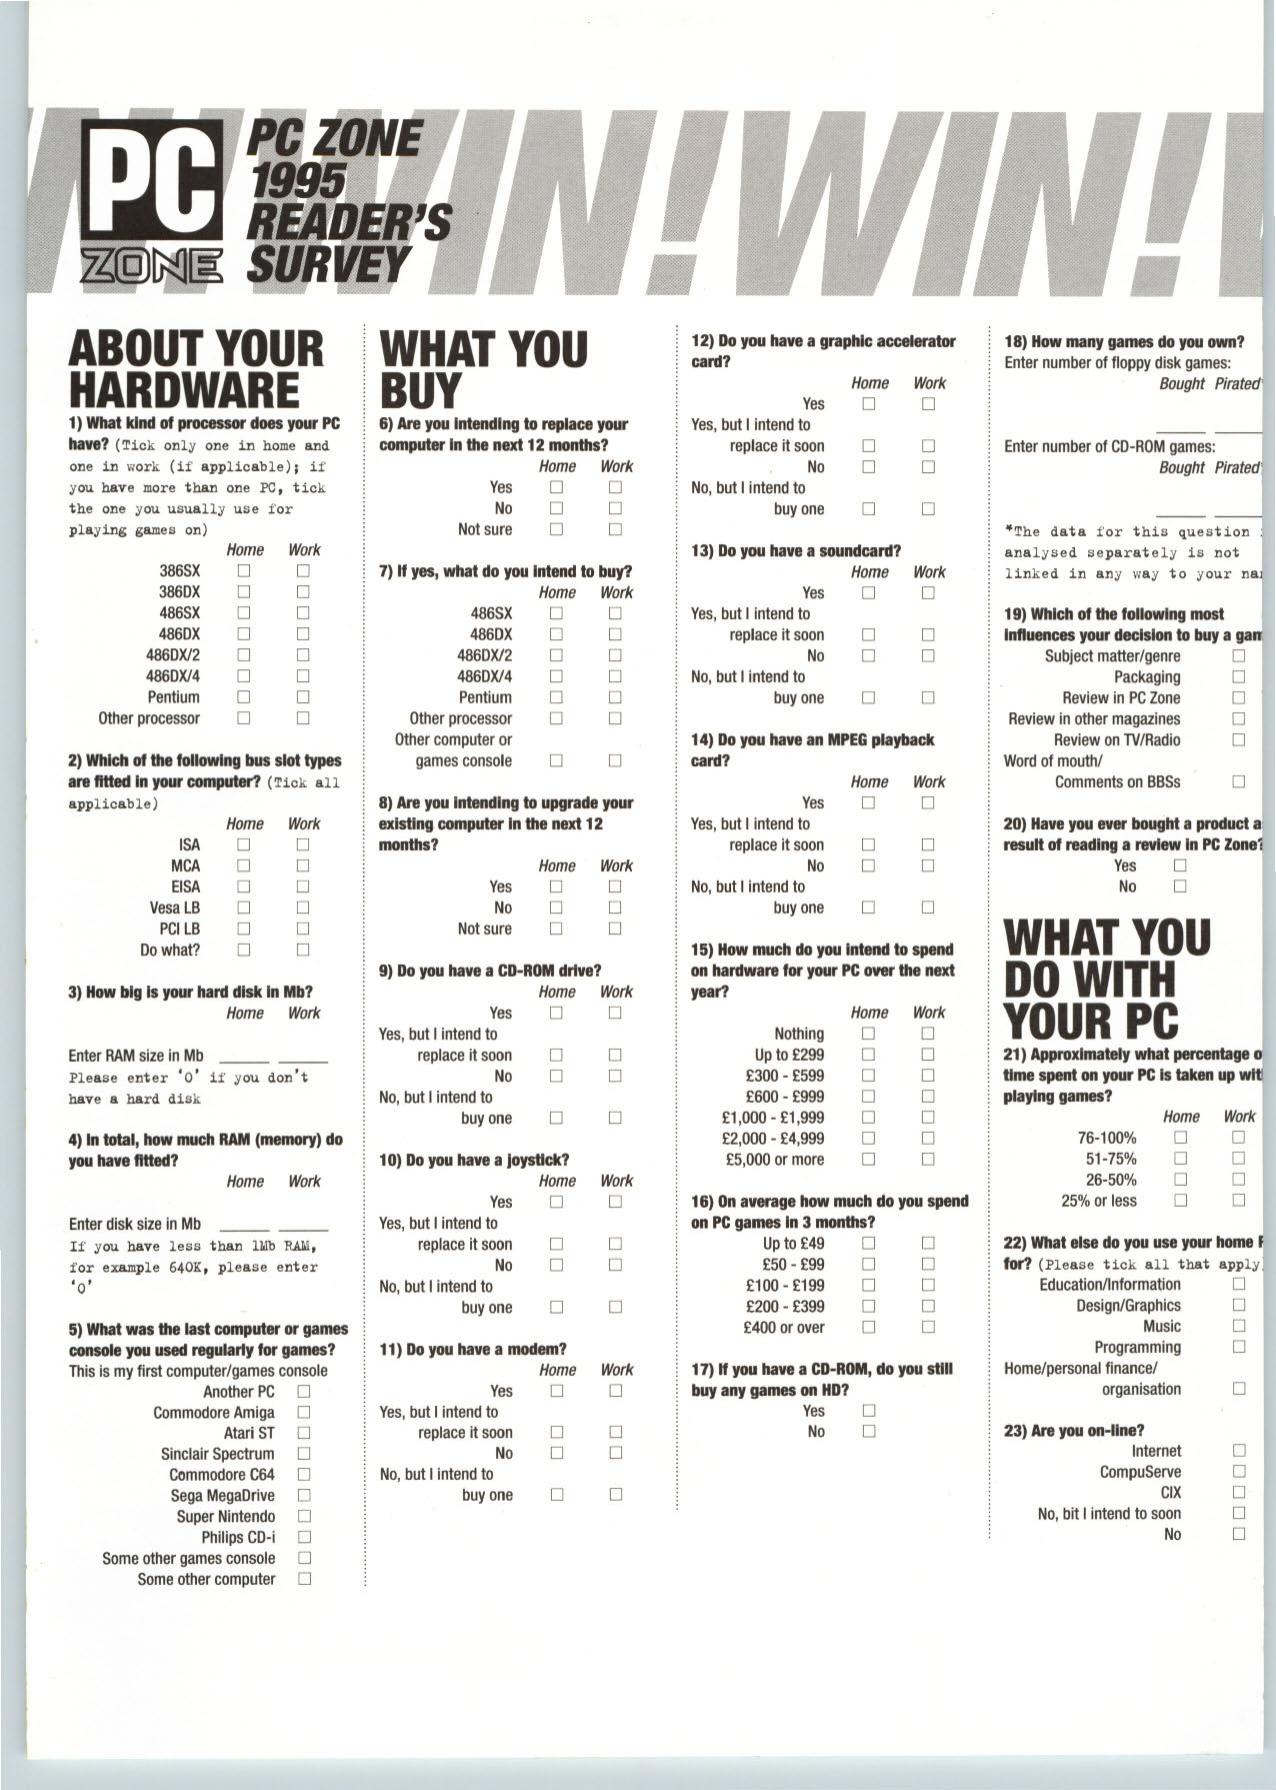 WIN!WIN!
PC
ZONE
PC ZONE
1995
READER'S
SURVEY
ABOUT YOUR
HARDWARE
1) What kind of processor does your PC
have? (Tick only one in home and
one in work (if applicable); if
you have more than one PC, tick
the one you usually use for
playing games on)
Home Work
386SX
386DX
486SX
486DX
486DX/2
486DX/4
Pentium
Other processor
2) Which of the following bus slot types
are fitted in your computer? (Tick all
applicable)
Home Work
ISA
MCA
EISA
Vesa LB
PCI LB
Do what?
3) How big is your hard disk in Mb?
Home Work
Enter RAM size in Mb
Please enter '0' if you don't
have a hard disk
4) In total, how much RAM (memory) do
you have fitted?
Home Work
Enter disk size in Mb
If you have less than 1Mb RAM,
for example 640K, please enter
'0'
5) What was the last computer or games
console you used regularly for games?
This is my first computer/games console
Another PC
Commodore Amiga
Atari ST
Sinclair Spectrum
Commodore C64
Sega MegaDrive
Super Nintendo
Philips CD-i
Some other games console
Some other computer
WHAT YOU
BUY
6) Are you intending to replace your
computer in the next 12 months?
Home Work
Yes
No
Not sure
7) If yes, what do you intend to buy?
Home Work
486SX
486DX
486DX/2
486DX/4
Pentium
Other processor
Other computer or
games console
8) Are you intending to upgrade your
existing computer in the next 12
months?
Home Work
Yes
No
Not sure
9) Do you have a CD-ROM drive?
Home Work
Yes
Yes, but I intend to
replace it soon
No
No, but I intend to
buy one
10) Do you have a joystick?
Home Work
Yes
Yes, but I intend to
replace it soon
No
No, but I intend to
buy one
11) Do you have a modem?
Home Work
Yes
Yes, but I intend to
replace it soon
No
No, but I intend to
buy one
12) Do you have a graphic accelerator
card?
Home Work
Yes
Yes, but I intend to
replace it soon
No
No, but I intend to
buy one
13) Do you have a soundcard?
Home Work
Yes
Yes, but I intend to
replace it soon
No
No, but I intend to
buy one
14) Do you have an MPEG playback
card?
Home Work
Yes
Yes, but I intend to
replace it soon
No
No, but I intend to
buy one
15) How much do you intend to spend
on hardware for your PC over the next
year?
Home Work
Nothing
Up to £299
£300 - £599
£600 - £999
£1,000 - £1,999
£2,000 - £4,999
£5,000 or more
16) On average how much do you spend
on PC games in 3 months?
Up to £49
£50 - £99
£100 - £199
£200 - £399
£400 or over
17) If you have a CD-ROM, do you still
buy any games on HD?
Yes
No
18) How many games do you own?
Enter number of floppy disk games:
Bought Pirated*
Enter number of CD-ROM games:
Bought Pirated
*The data for this question
analysed separately is not
linked in any way to your
19) Which of the following most
influences your decision to buy a
Subject matter/genre
Packaging
Review in PC Zone
Review in other magazines
Review on TV/Radio
Word of mouth/
Comments on BBSs
20) Have you ever bought a product a
result of reading a review in PC Zone?
Yes
No
WHAT YOU
DO WITH
YOUR PC
21) Approximately what percentage o
time spent on your PC is taken up wit
playing games?
Home Work
76-100%
51-75%
26-50%
25% or less
22) What else do you use your home
for? (Please tick all that apply
Education/Information
Design/Graphics
Music
Programming
Home/personal finance/
organisation
23) Are you on-line?
Internet
CompuServe
CIX
No, bit I intend to soon
No